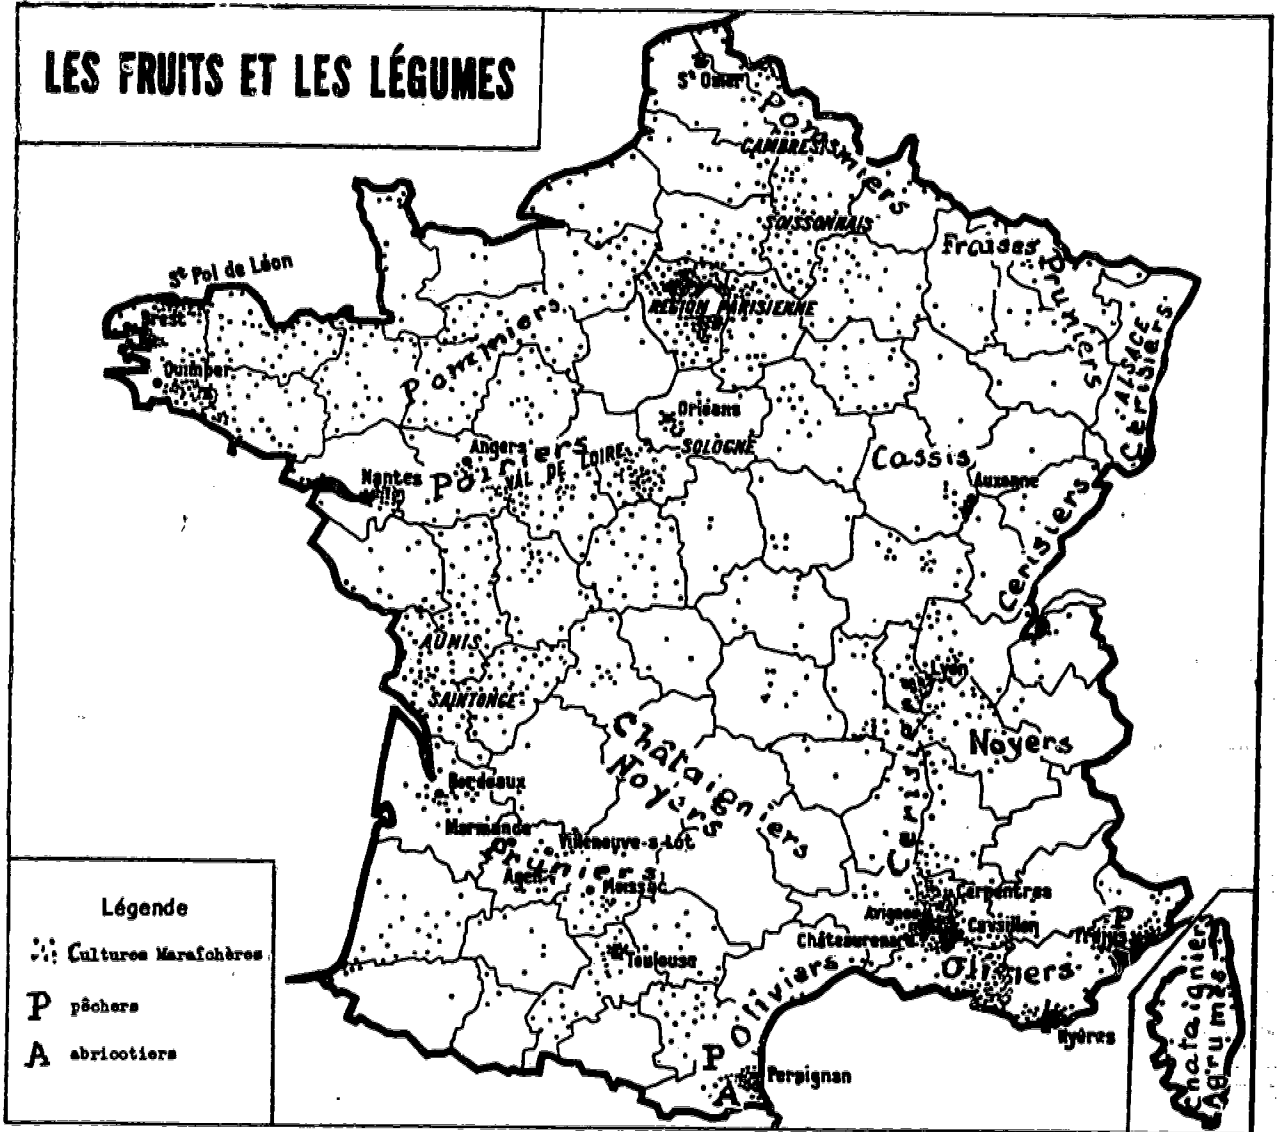 LES FRUITS ET LES LÉGUMES
St Omer
Pommiers
CAMBRESIS
SOISSONNAIS
Fraises
Pruniers
St Pol de Léon
Brest
Quimper
REGION PARISIENNE
Pommiers
ALSACE
Cerisiers
Orléans
SOLOGNE
Angers
Poiriers
VAL DE LOIRE
Nantes
Cassis
Auxonne
Cerisiers
AUNIS
SAINTONGE
Lyon
Cerisiers
Noyers
Châtaigniers
Noyers
Bordeaux
Marmande
Villeneuve-s-Lot
Pruniers
Agen
Moissac
Toulouse
Carpentras
Avignon
Cavaillon
Châteaurenard
P
Oliviers
Oliviers
Hyères
P
A
Perpignan
Chataigniers
Agrumes
Légende
Cultures Maraîchères
P pêchers
A abricotiers